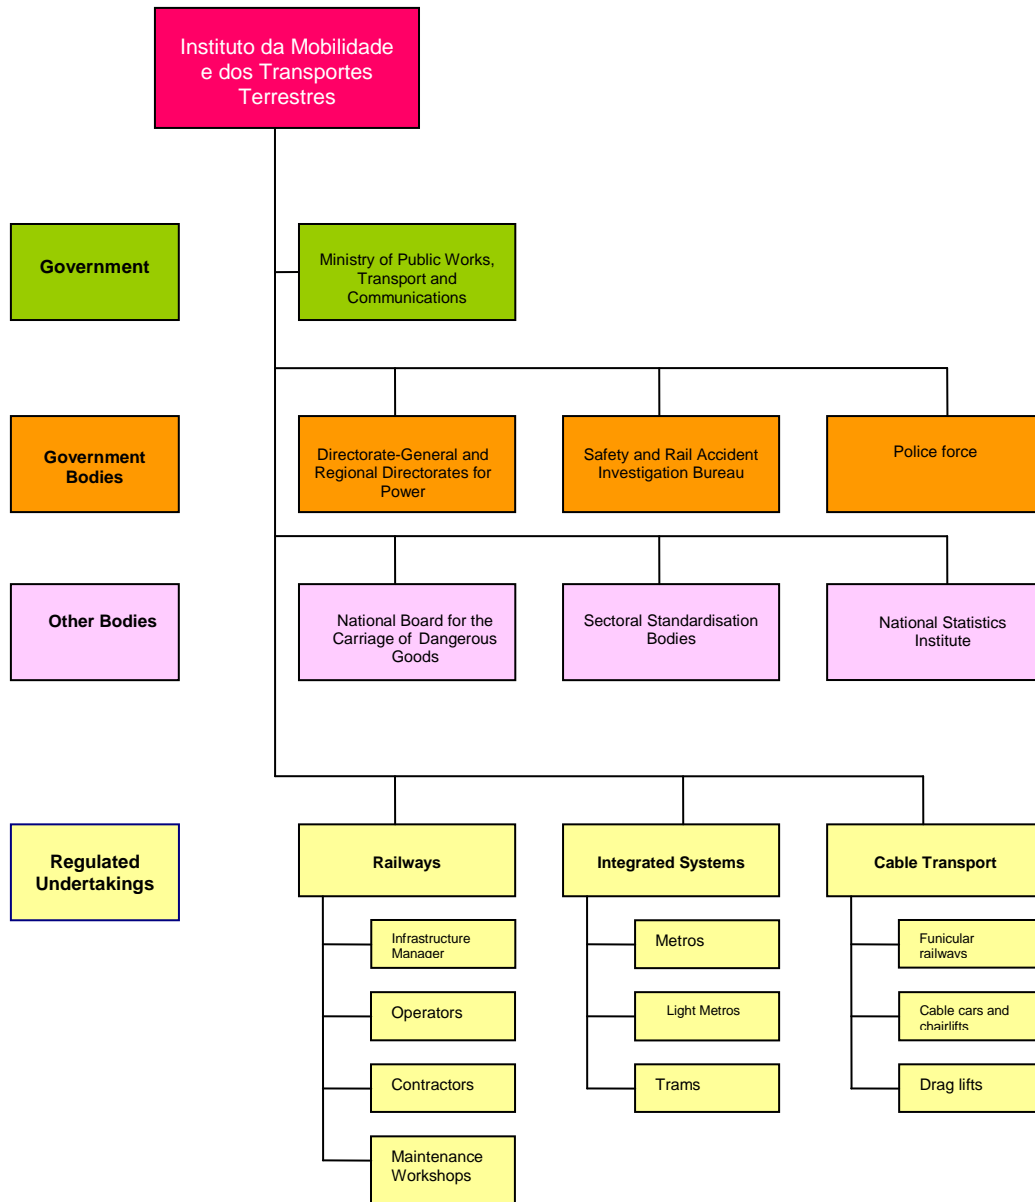 Instituto da Mobilidade
e dos Transportes
Terrestres
Government
Ministry of Public Works,
Transport and
Communications
Government
Bodies
Directorate-General and
Regional Directorates for
Power
Safety and Rail Accident
Investigation Bureau
Police force
Other Bodies
National Board for the
Carriage of Dangerous
Goods
Sectoral Standardisation
Bodies
National Statistics
Institute
Regulated
Undertakings
Railways
Infrastructure
Manager
Operators
Contractors
Maintenance
Workshops
Integrated Systems
Metros
Light Metros
Trams
Cable Transport
Funicular
railways
Cable cars and
chairlifts
Drag lifts